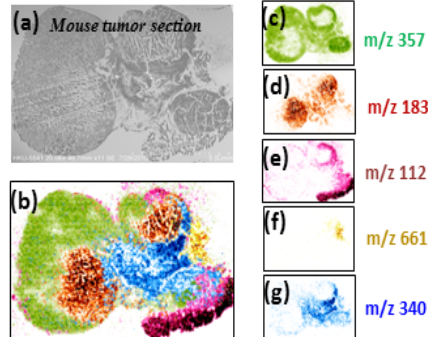 (a) Mouse tumor section
(b)
(c) m/z 357
(d) m/z 183
(e) m/z 112
(f) m/z 661
(g) m/z 340